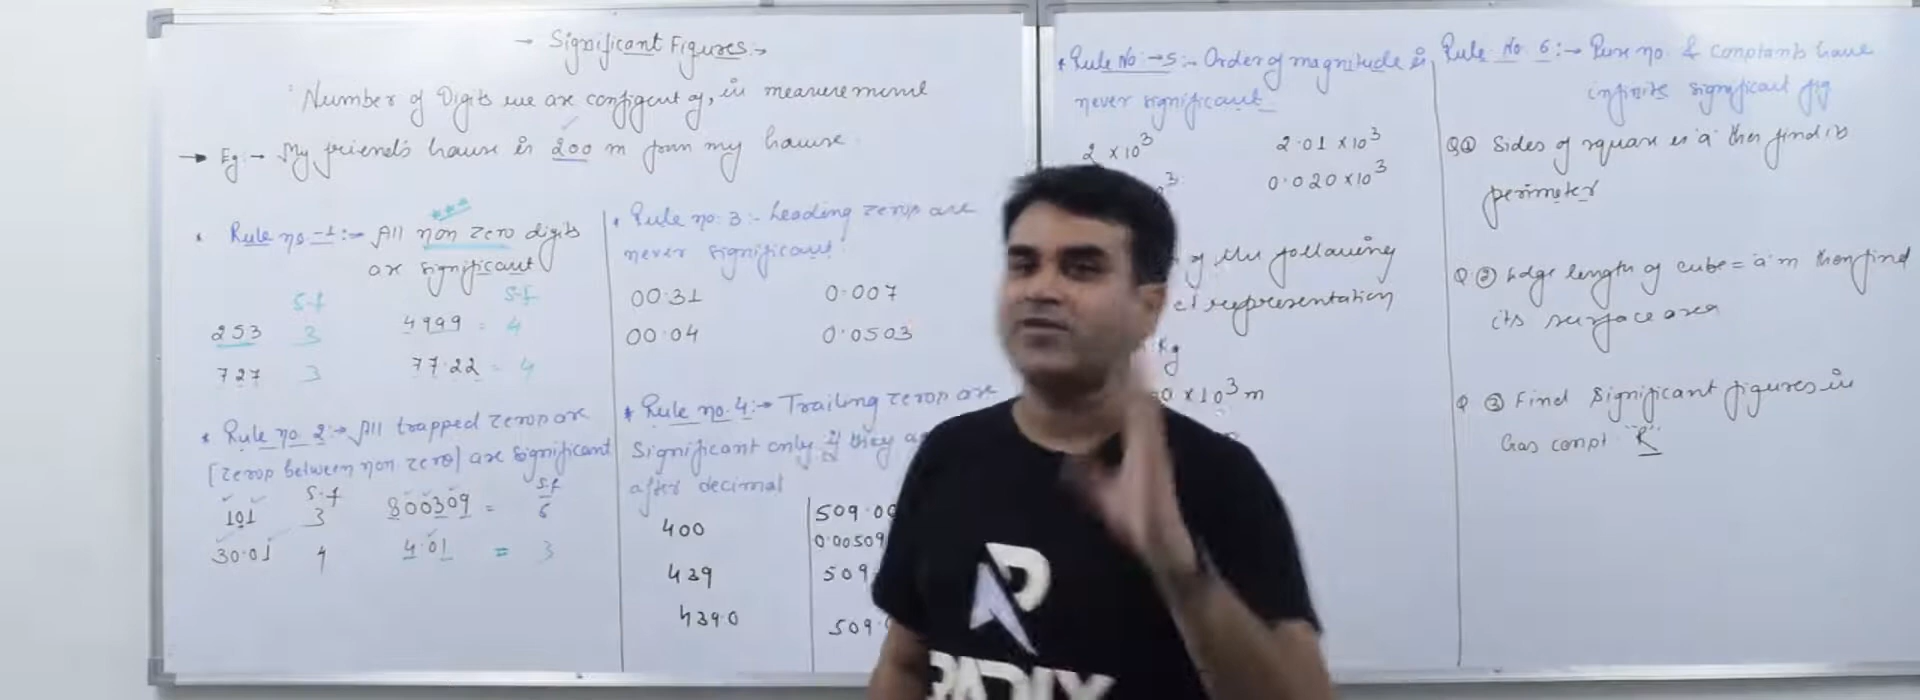 → Significant Figures :→
Number of Digits we are confident of, in measurement
→ Eg :→ My friend's house is 200 m from my house.
* Rule no. -1 :→ All non zero digits
are significant
S.f S.f
253 3 4999 = 4
727 3 77.22 = 4
* Rule no. 2 :→ All trapped zeros are
[zeros between non zero] are significant
S.f S.f
101 3 800309 = 6
30.01 4 4.01 = 3
* Rule no. 3 :- Leading zeros are
never significant.
00.31 0.007
00.04 0.0503
* Rule no. 4 :→ Trailing zeros are
Significant only if they
after decimal
400 509.00
0.00509
439 509
439.0 509.
* Rule No → 5 :- Order of magnitude is
never significant
2 × 10³ 2.01 × 10³
0.020 × 10³
of the following
representation
Kg
0 × 10³ m
Rule No. 6 :→ Pure no. & constants have
infinite significant fig
Q ① Sides of square is 'a' then find its
perimeter
Q ② Edge length of cube = 'a' m then find
its surface area
Q ③ Find Significant figures in
Gas const. "R"
RADIX